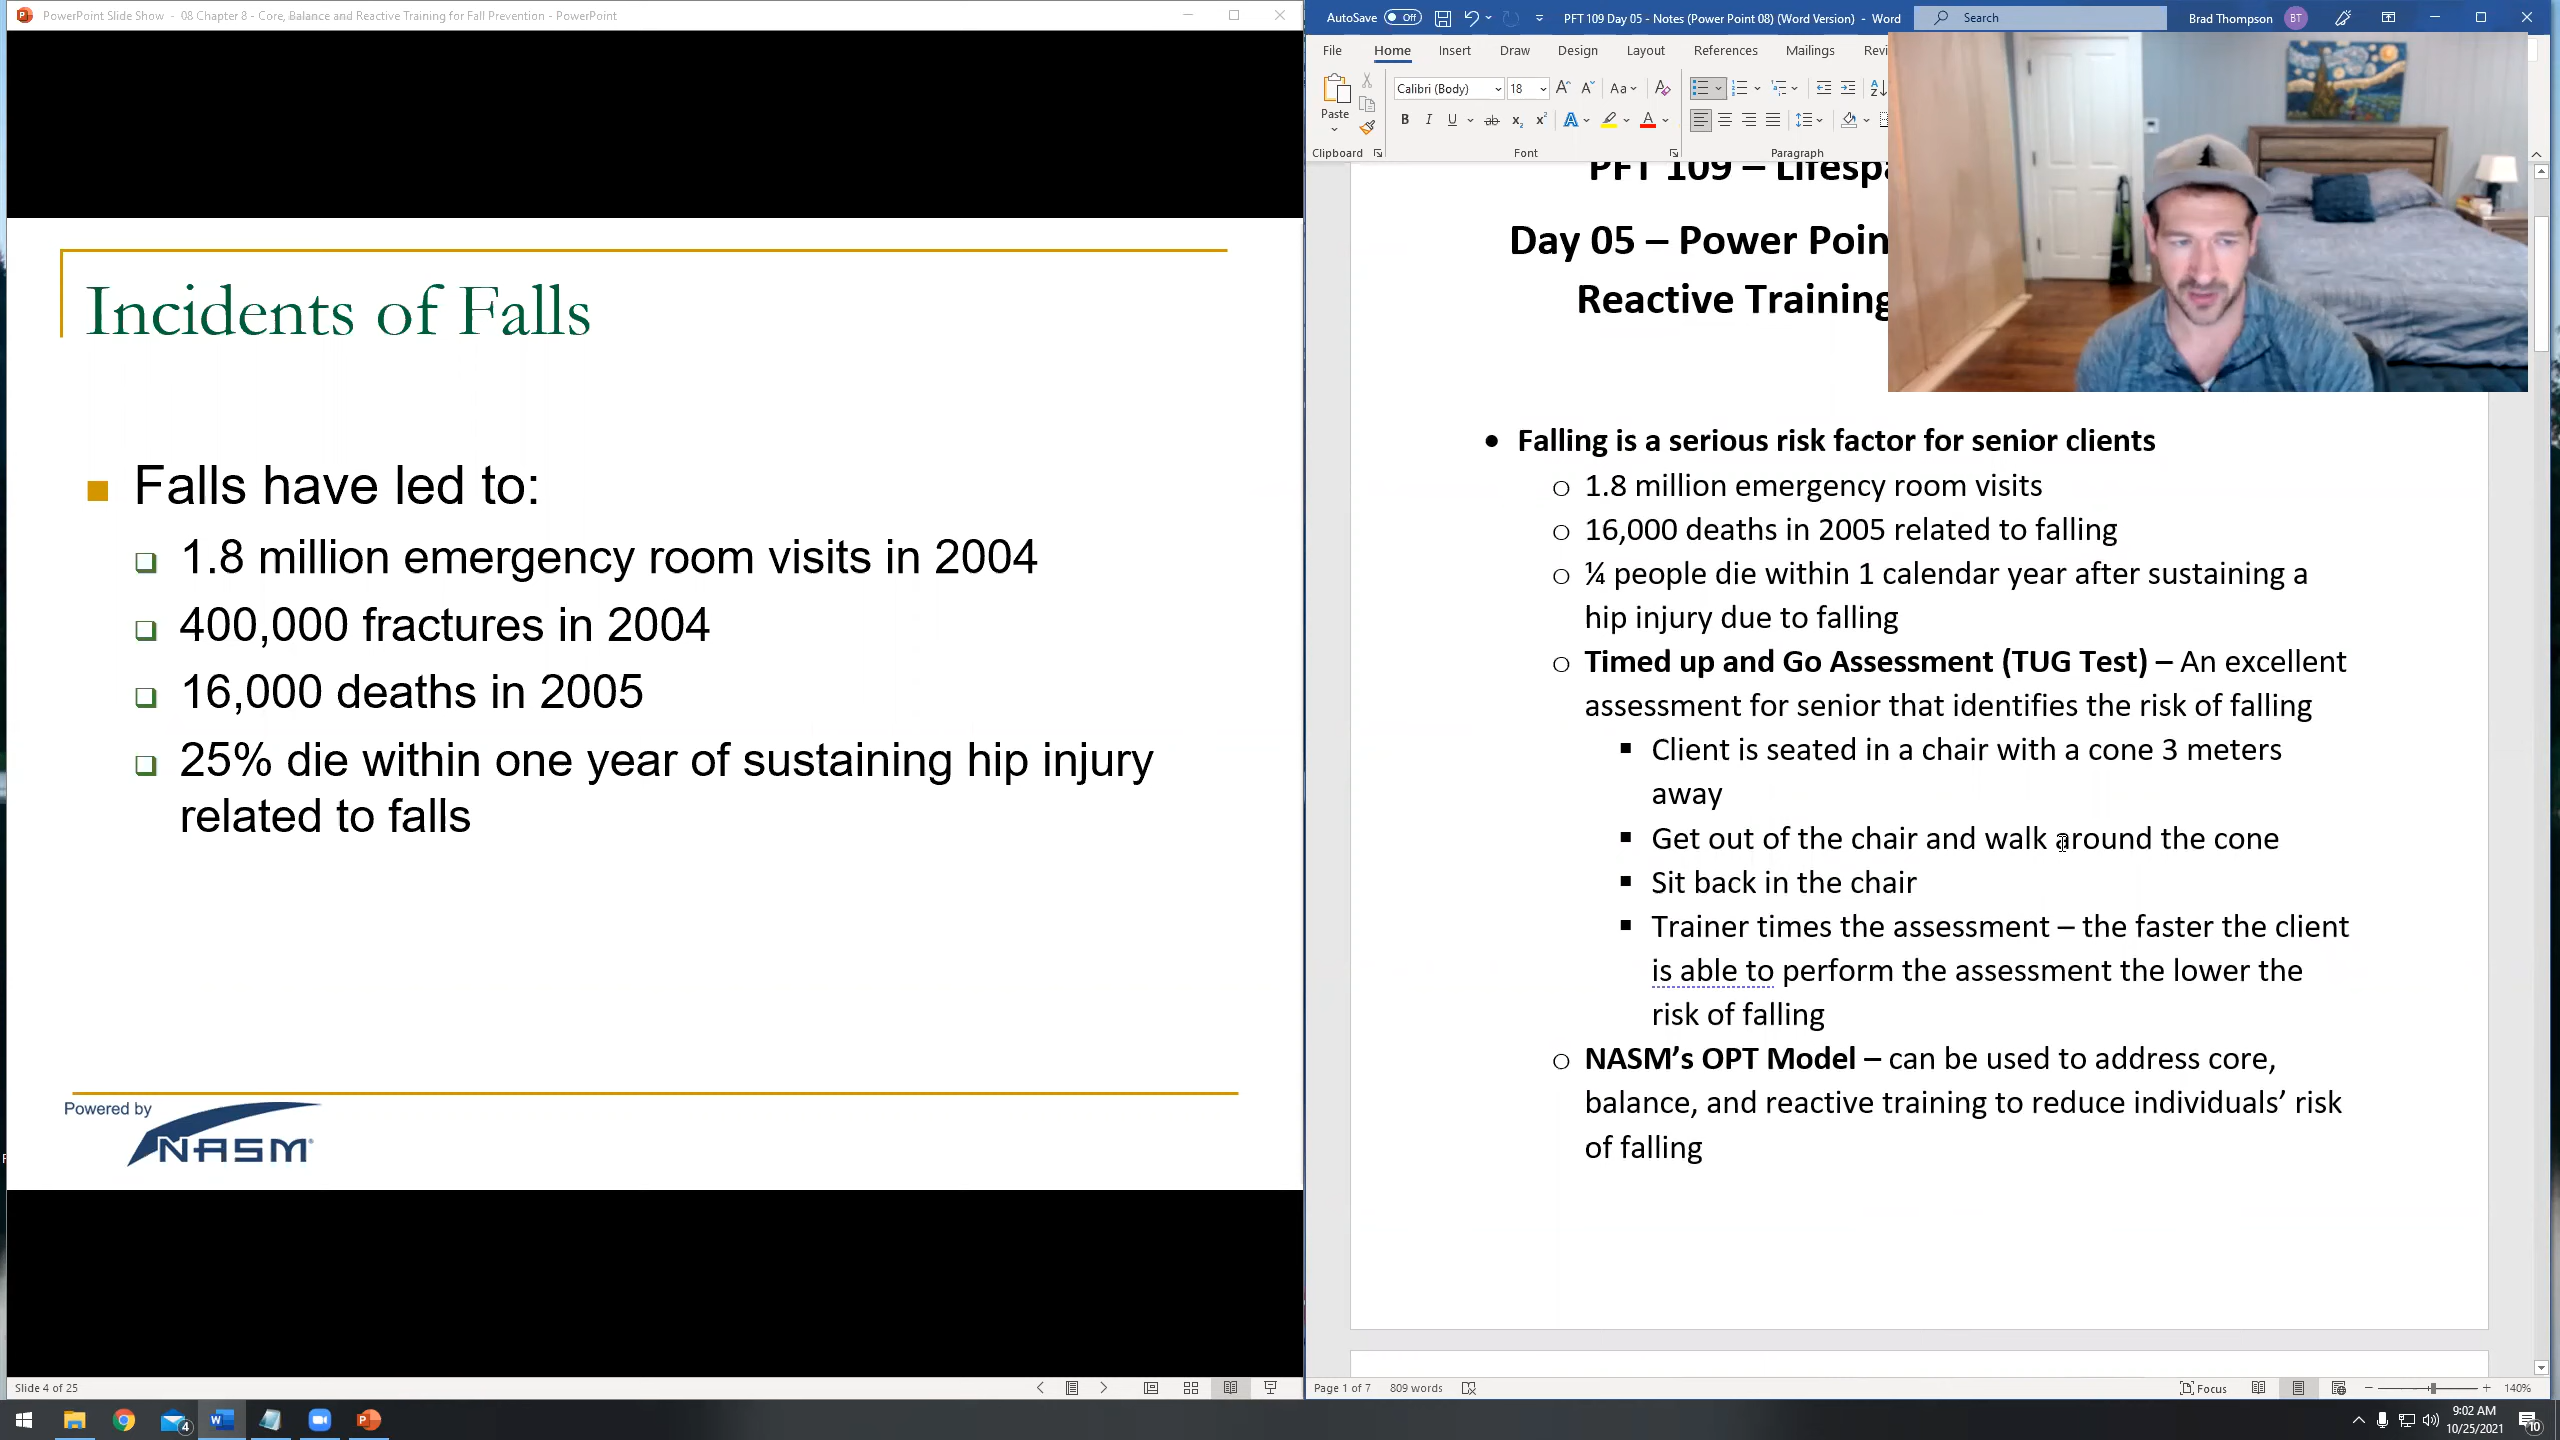 PowerPoint Slide Show - 08 Chapter 8 - Core, Balance and Reactive Training for Fall Prevention - PowerPoint
Incidents of Falls
Falls have led to:
1.8 million emergency room visits in 2004
400,000 fractures in 2004
16,000 deaths in 2005
25% die within one year of sustaining hip injury
related to falls
Powered by
NASM
Slide 4 of 25
AutoSave Off
PFT 109 Day 05 - Notes (Power Point 08) (Word Version) - Word
Search
Brad Thompson BT
File Home Insert Draw Design Layout References Mailings Revi
Paste
Calibri (Body) 18
Clipboard Font Paragraph
PFT 109 – Lifesp
Day 05 – Power Poin
Reactive Training
• Falling is a serious risk factor for senior clients
o 1.8 million emergency room visits
o 16,000 deaths in 2005 related to falling
o ¼ people die within 1 calendar year after sustaining a
hip injury due to falling
o Timed up and Go Assessment (TUG Test) – An excellent
assessment for senior that identifies the risk of falling
▪ Client is seated in a chair with a cone 3 meters
away
▪ Get out of the chair and walk around the cone
▪ Sit back in the chair
▪ Trainer times the assessment – the faster the client
is able to perform the assessment the lower the
risk of falling
o NASM’s OPT Model – can be used to address core,
balance, and reactive training to reduce individuals’ risk
of falling
Page 1 of 7 809 words
Focus
140%
4
9:02 AM
10/25/2021
10